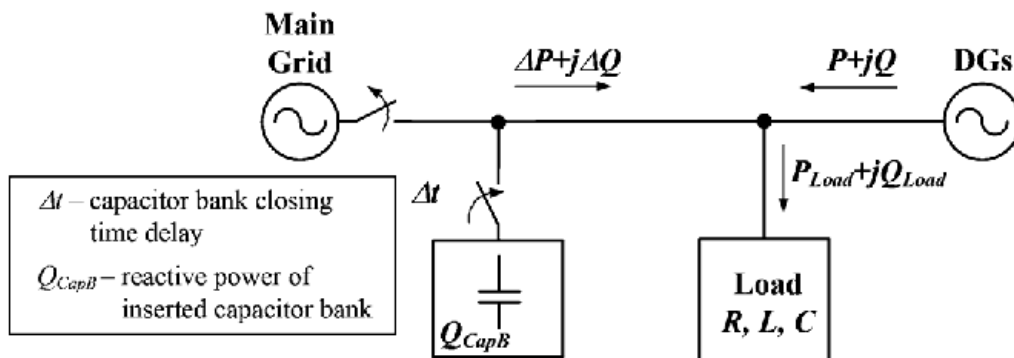 Main
Grid
ΔP+jΔQ
P+jQ
DGs
Δt
P_Load+jQ_Load
Δt – capacitor bank closing
time delay
Q_CapB – reactive power of
inserted capacitor bank
Q_CapB
Load
R, L, C